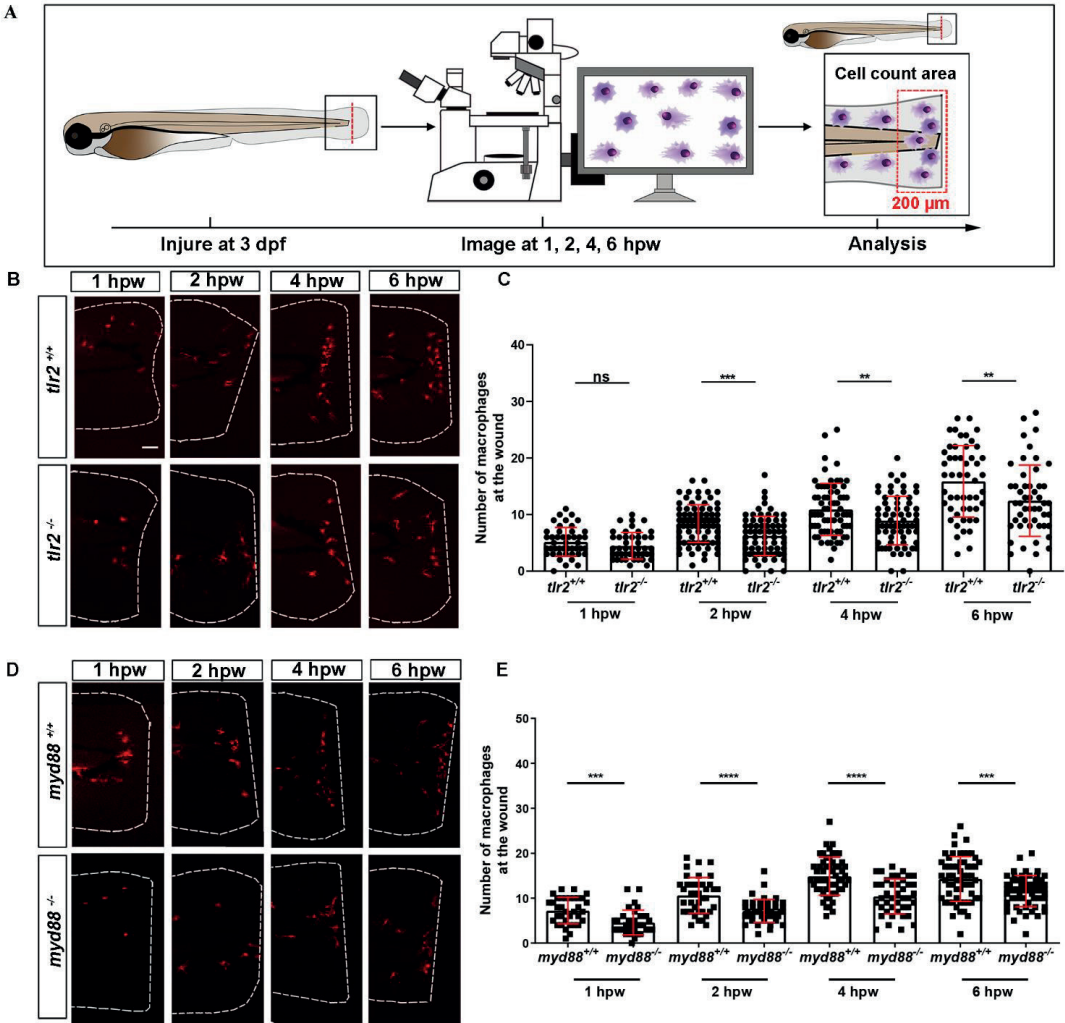 A
Cell count area
200 µm
Injure at 3 dpf
Image at 1, 2, 4, 6 hpw
Analysis
B
1 hpw
2 hpw
4 hpw
6 hpw
tlr2 +/+
tlr2 -/-
C
Number of macrophages
at the wound
40
30
20
10
0
ns
***
**
**
tlr2+/+
tlr2-/-
tlr2+/+
tlr2-/-
tlr2+/+
tlr2-/-
tlr2+/+
tlr2-/-
1 hpw
2 hpw
4 hpw
6 hpw
D
1 hpw
2 hpw
4 hpw
6 hpw
myd88 +/+
myd88 -/-
E
Number of macrophages
at the wound
50
40
30
20
10
0
***
****
****
***
myd88+/+
myd88-/-
myd88+/+
myd88-/-
myd88+/+
myd88-/-
myd88+/+
myd88-/-
1 hpw
2 hpw
4 hpw
6 hpw